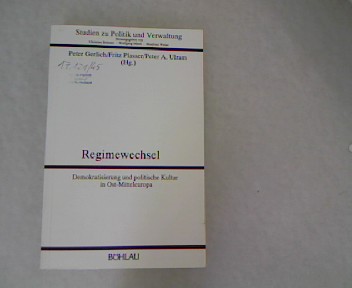 Studien zu Politik und Verwaltung
Peter Gerlich/Fritz Plasser/Peter A. Ulram
(Hg.)
Regimewechsel
Demokratisierung und politische Kultur
in Ost-Mitteleuropa
BÖHLAU